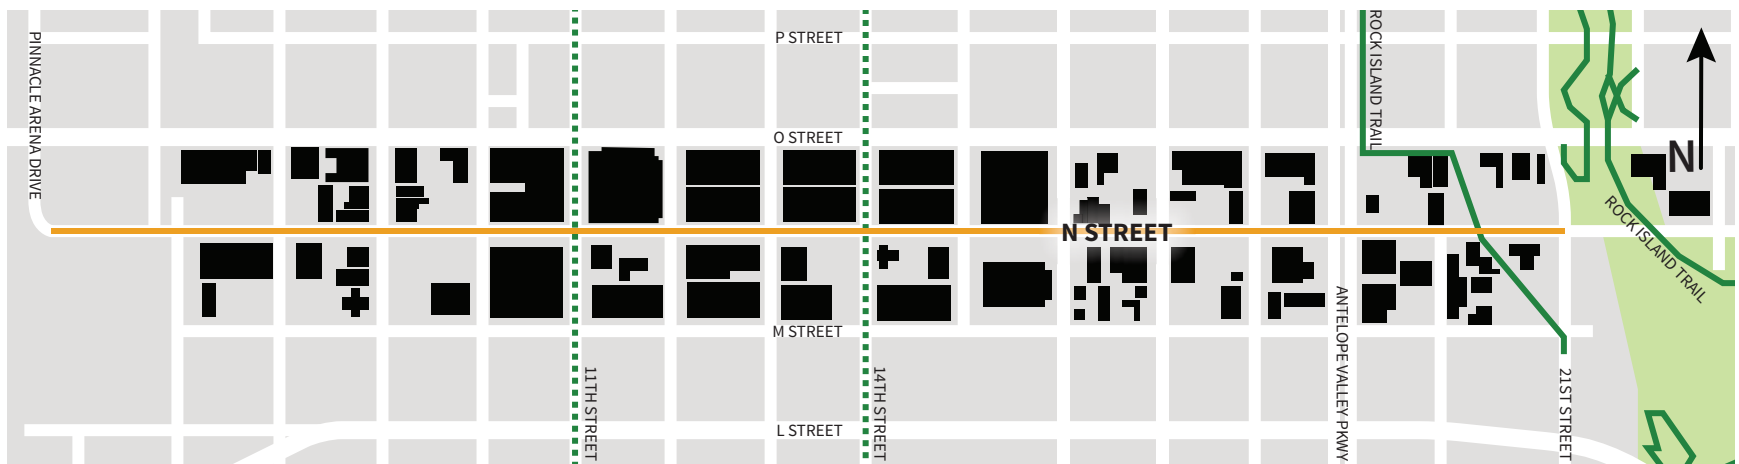 PINNACLE ARENA DRIVE
P STREET
ROCK ISLAND TRAIL
O STREET
N
N STREET
ROCK ISLAND TRAIL
M STREET
ANTELOPE VALLEY PKWY
11TH STREET
14TH STREET
21ST STREET
L STREET